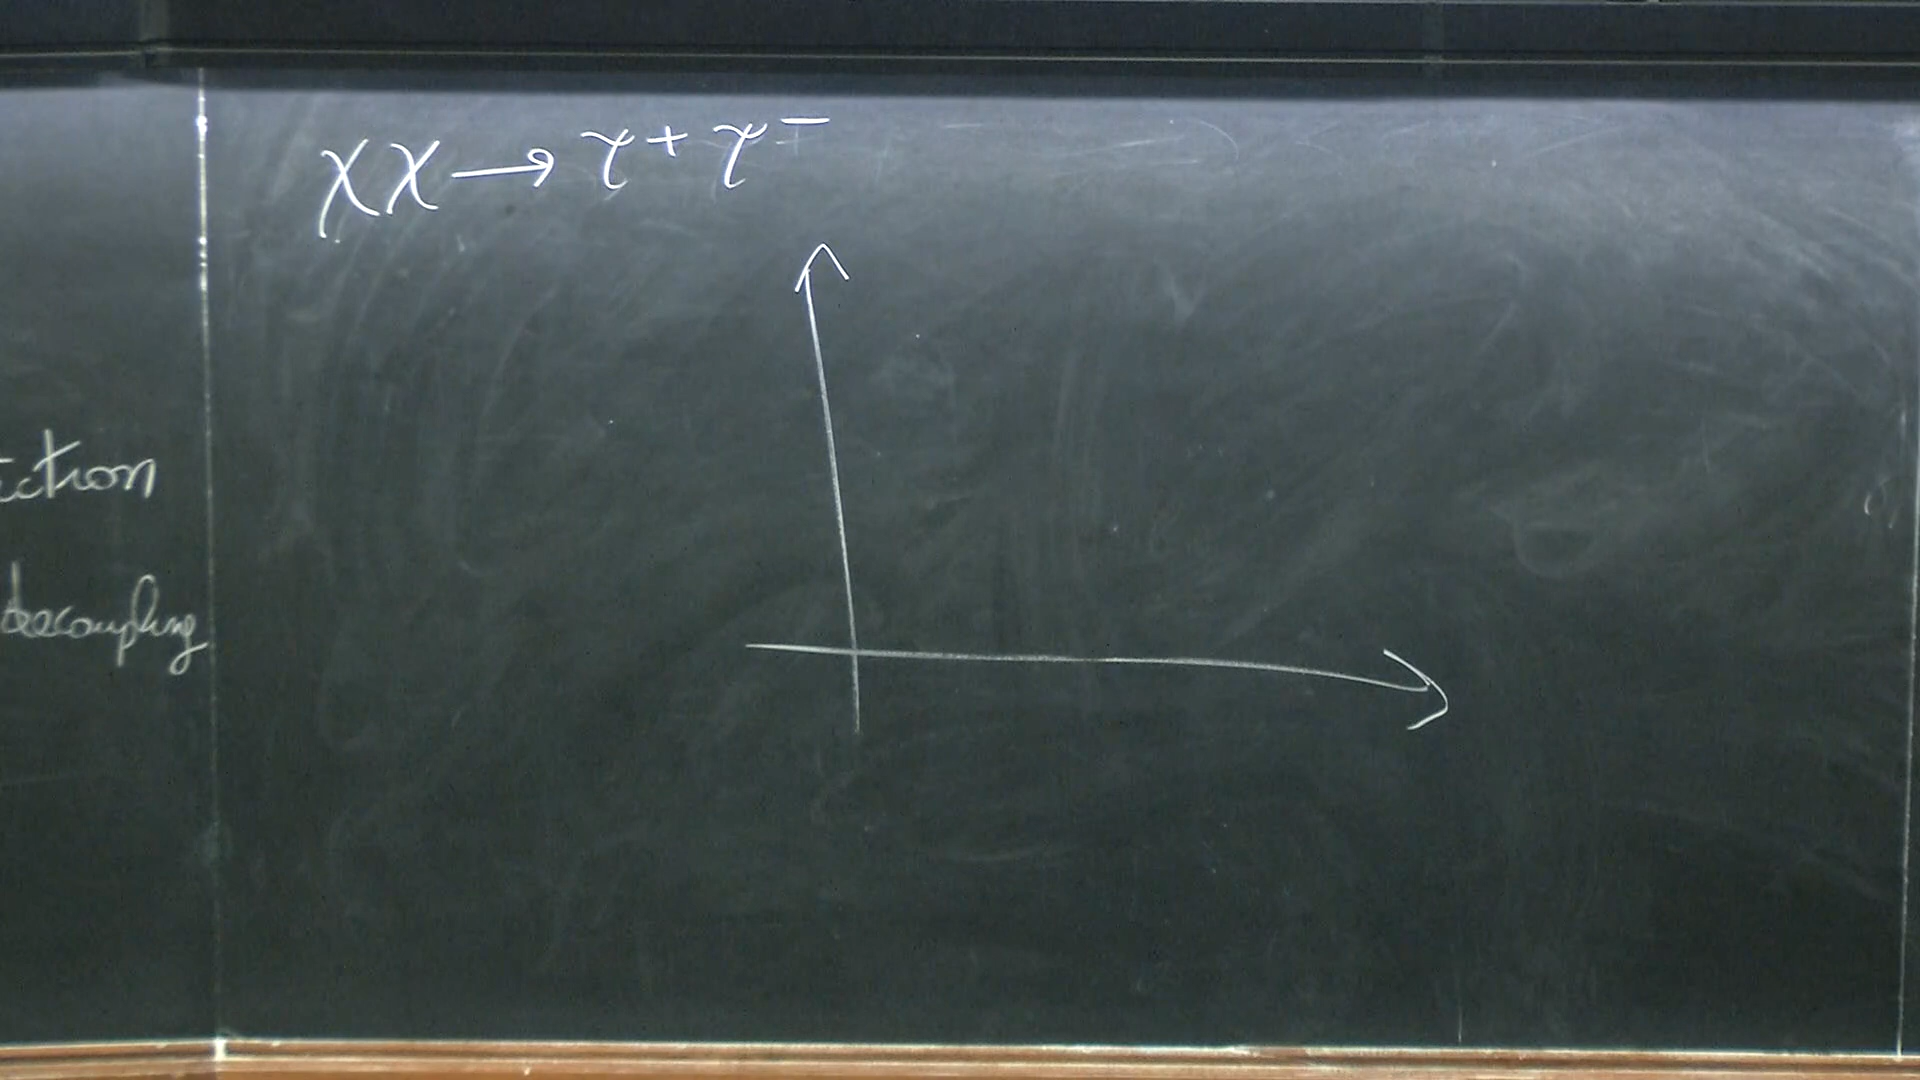 χχ → τ+ τ-
ction
decoupling